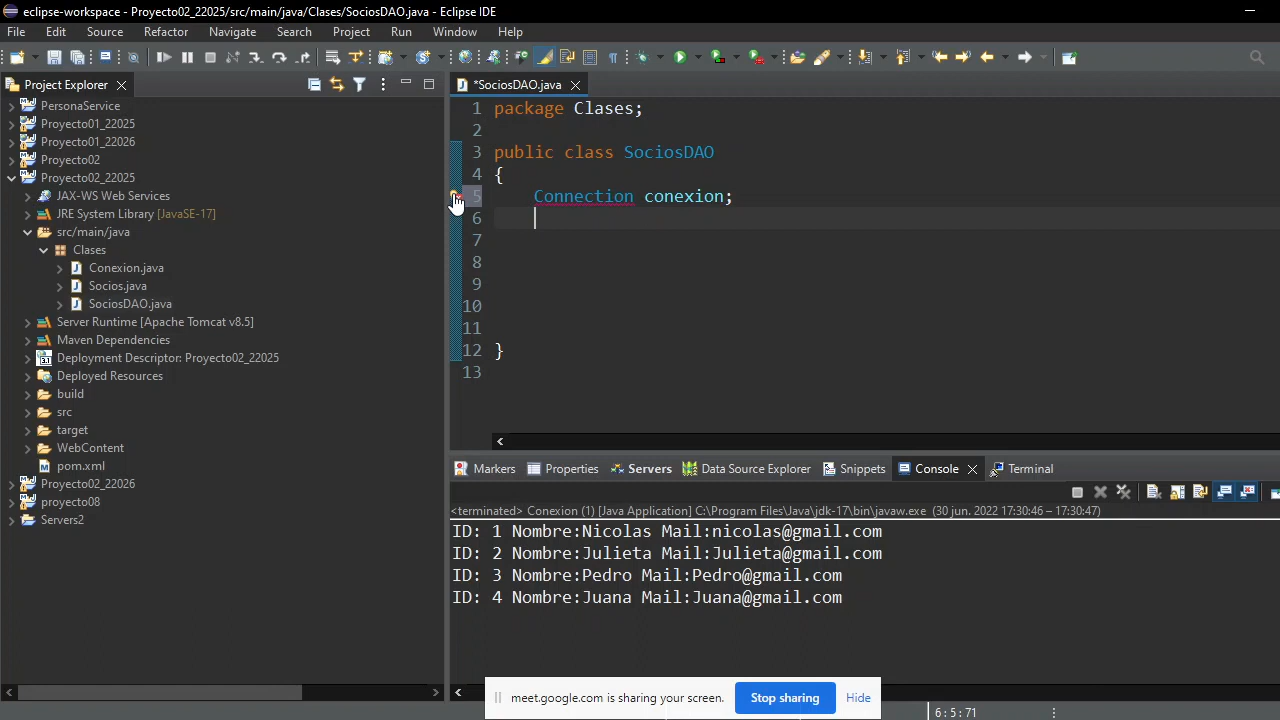 eclipse-workspace - Proyecto02_22025/src/main/java/Clases/SociosDAO.java - Eclipse IDE
File Edit Source Refactor Navigate Search Project Run Window Help
Project Explorer
PersonaService
Proyecto01_22025
Proyecto01_22026
Proyecto02
Proyecto02_22025
JAX-WS Web Services
JRE System Library [JavaSE-17]
src/main/java
Clases
Conexion.java
Socios.java
SociosDAO.java
Server Runtime [Apache Tomcat v8.5]
Maven Dependencies
Deployment Descriptor: Proyecto02_22025
Deployed Resources
build
src
target
WebContent
pom.xml
Proyecto02_22026
proyecto08
Servers2
*SociosDAO.java
1 package Clases;
2
3 public class SociosDAO
4 {
5 Connection conexion;
6
7
8
9
10
11
12 }
13
Markers Properties Servers Data Source Explorer Snippets Console Terminal
<terminated> Conexion (1) [Java Application] C:\Program Files\Java\jdk-17\bin\javaw.exe (30 jun. 2022 17:30:46 – 17:30:47)
ID: 1 Nombre:Nicolas Mail:nicolas@gmail.com
ID: 2 Nombre:Julieta Mail:Julieta@gmail.com
ID: 3 Nombre:Pedro Mail:Pedro@gmail.com
ID: 4 Nombre:Juana Mail:Juana@gmail.com
meet.google.com is sharing your screen. Stop sharing Hide
6:5:71